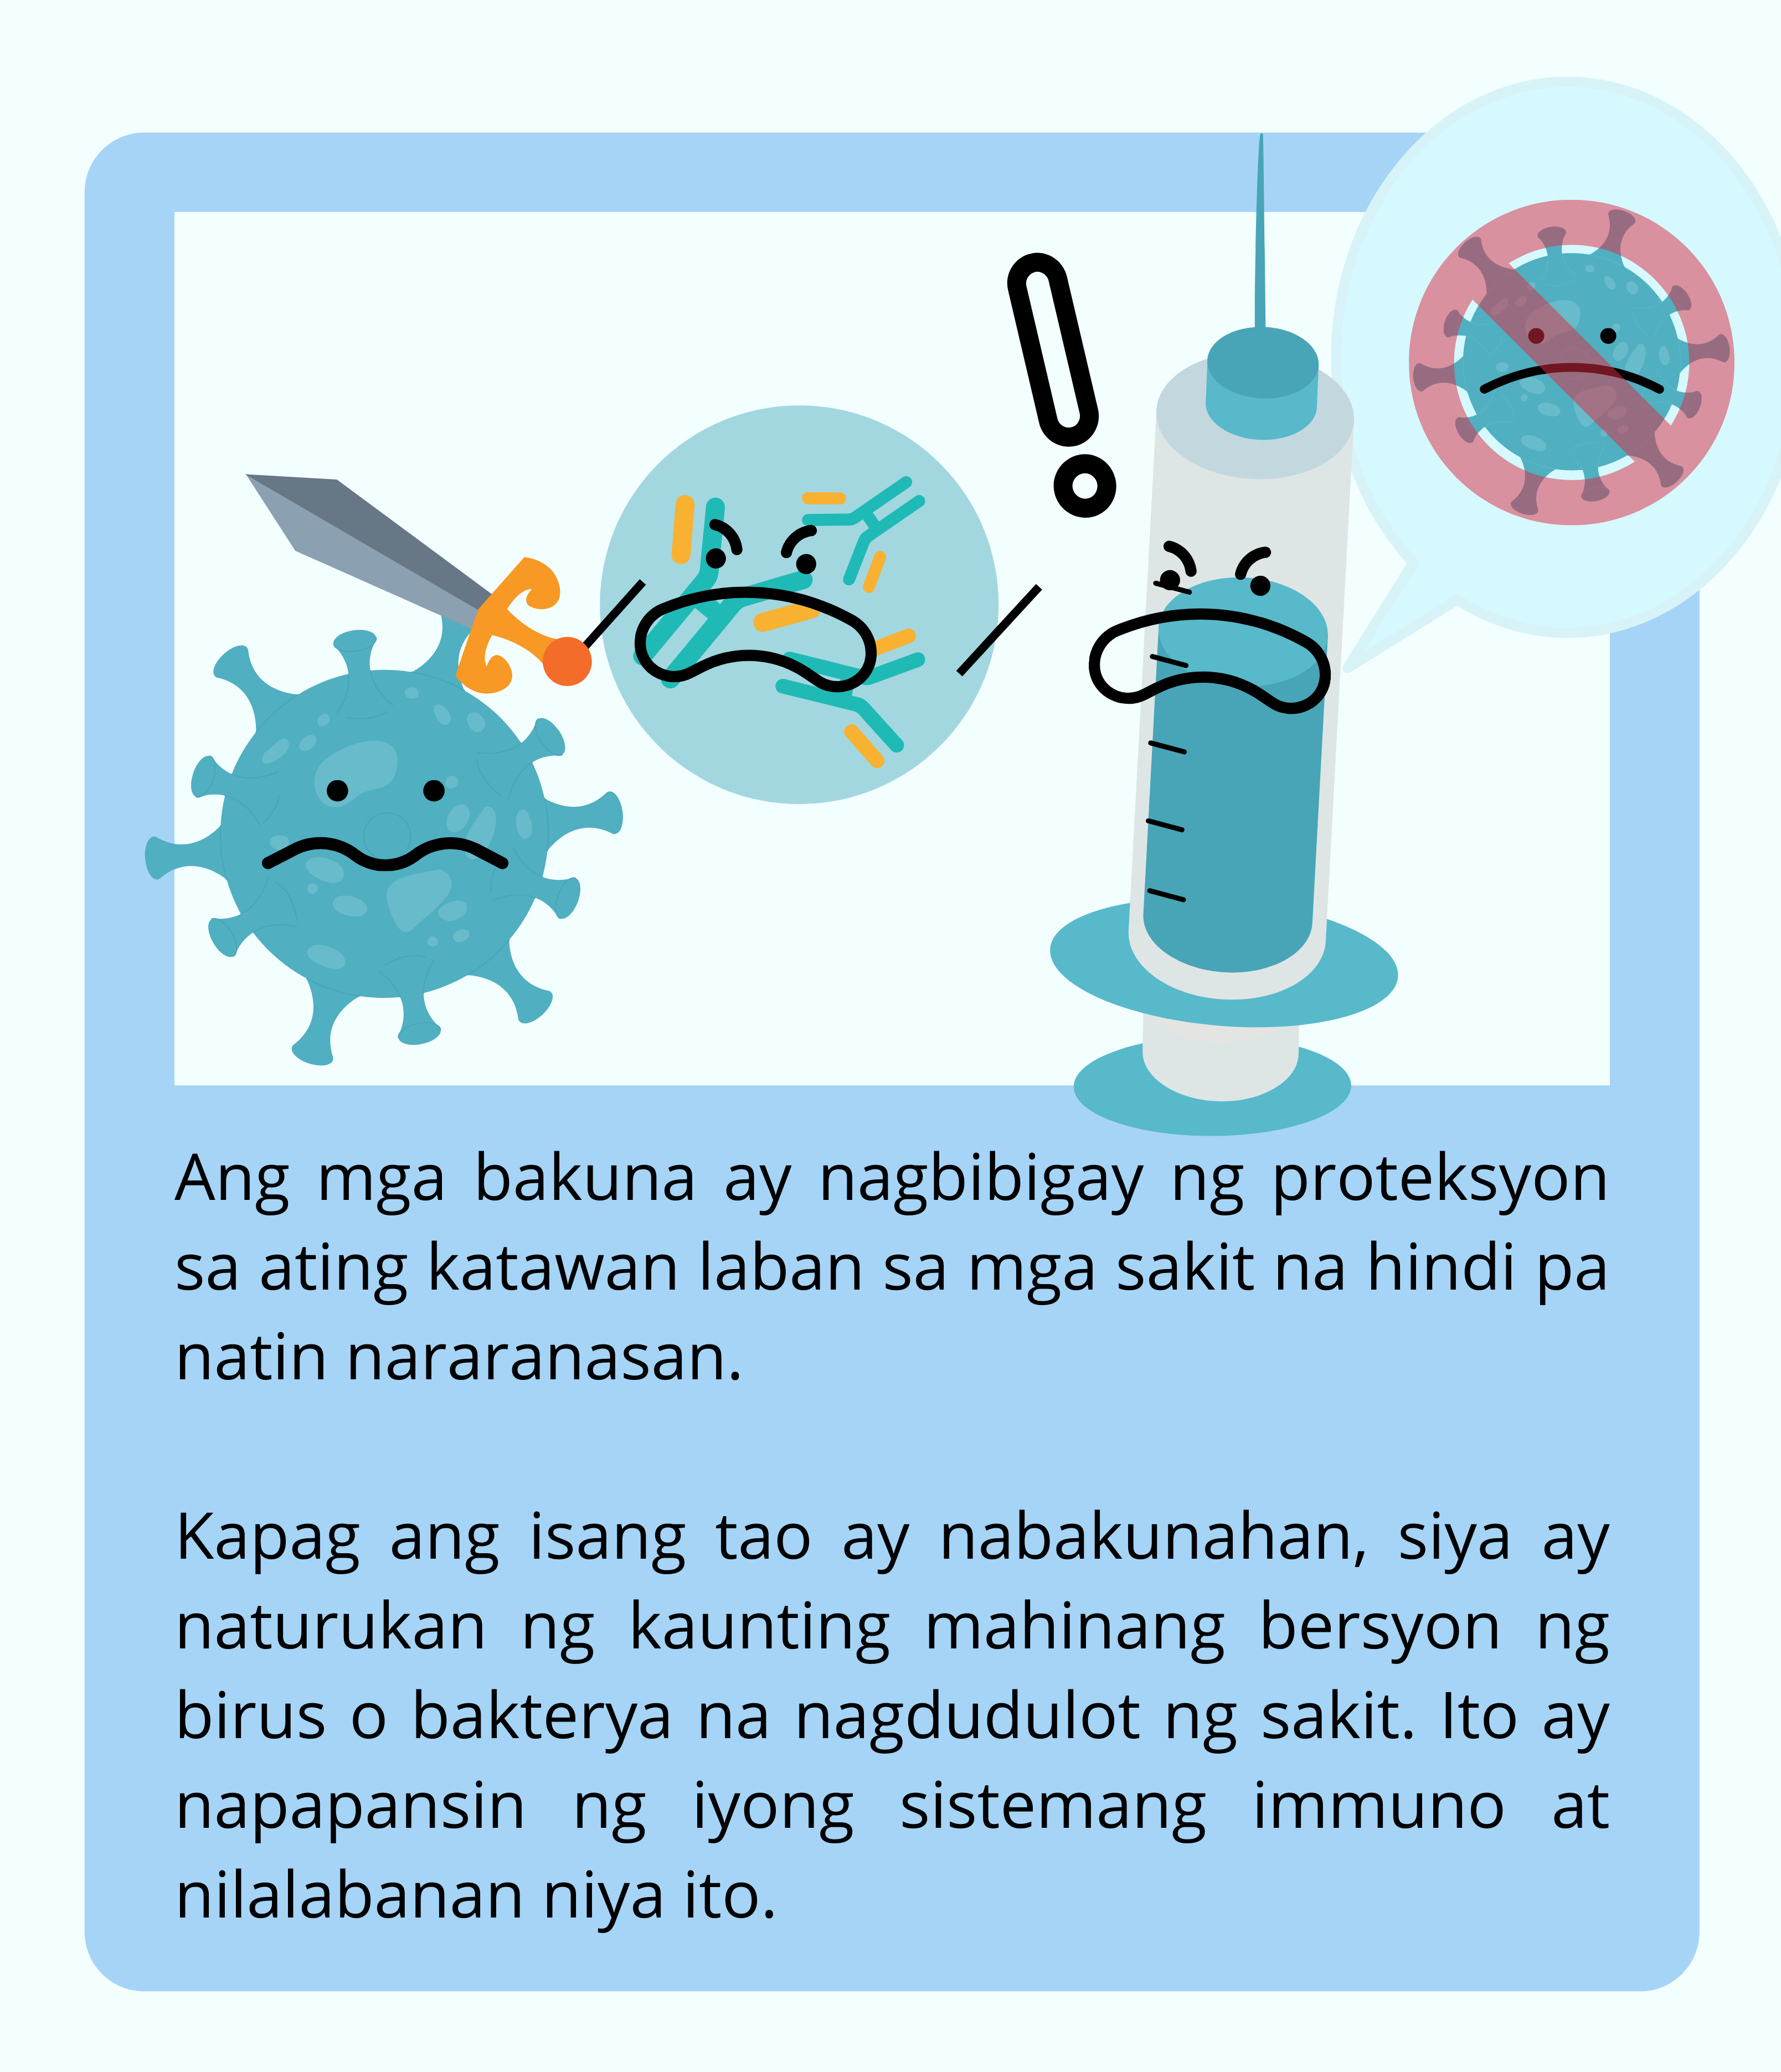 Ang mga bakuna ay nagbibigay ng proteksyon
sa ating katawan laban sa mga sakit na hindi pa
natin nararanasan.
Kapag ang isang tao ay nabakunahan, siya ay
naturukan ng kaunting mahinang bersyon ng
birus o bakterya na nagdudulot ng sakit. Ito ay
napapansin ng iyong sistemang immuno at
nilalabanan niya ito.